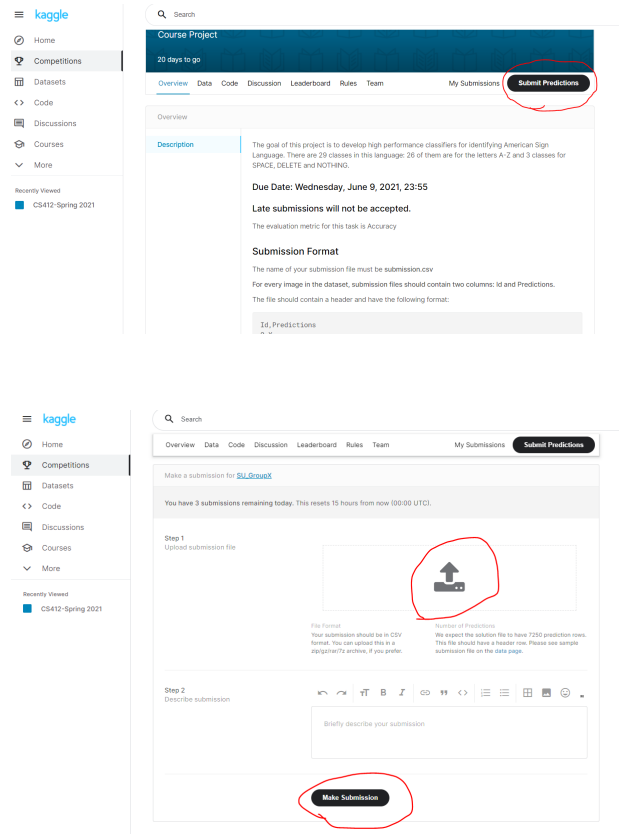 kaggle
Search
Home
Competitions
Datasets
Code
Discussions
Courses
More
Recently Viewed
CS412-Spring 2021
Course Project
20 days to go
Overview Data Code Discussion Leaderboard Rules Team My Submissions Submit Predictions
Overview
Description
The goal of this project is to develop high performance classifiers for identifying American Sign
Language. There are 29 classes in this language: 26 of them are for the letters A-Z and 3 classes for
SPACE, DELETE and NOTHING.
Due Date: Wednesday, June 9, 2021, 23:55
Late submissions will not be accepted.
The evaluation metric for this task is Accuracy
Submission Format
The name of your submission file must be submission.csv
For every image in the dataset, submission files should contain two columns: Id and Predictions.
The file should contain a header and have the following format:
Id,Predictions
kaggle
Search
Home
Competitions
Datasets
Code
Discussions
Courses
More
Recently Viewed
CS412-Spring 2021
Overview Data Code Discussion Leaderboard Rules Team My Submissions Submit Predictions
Make a submission for SU_GroupX
You have 3 submissions remaining today. This resets 15 hours from now (00:00 UTC).
Step 1
Upload submission file
File Format
Your submission should be in CSV
format. You can upload this in a
zip/gz/rar/7z archive, if you prefer.
Number of Predictions
We expect the solution file to have 7250 prediction rows.
This file should have a header row. Please see sample
submission file on the data page.
Step 2
Describe submission
Briefly describe your submission
Make Submission